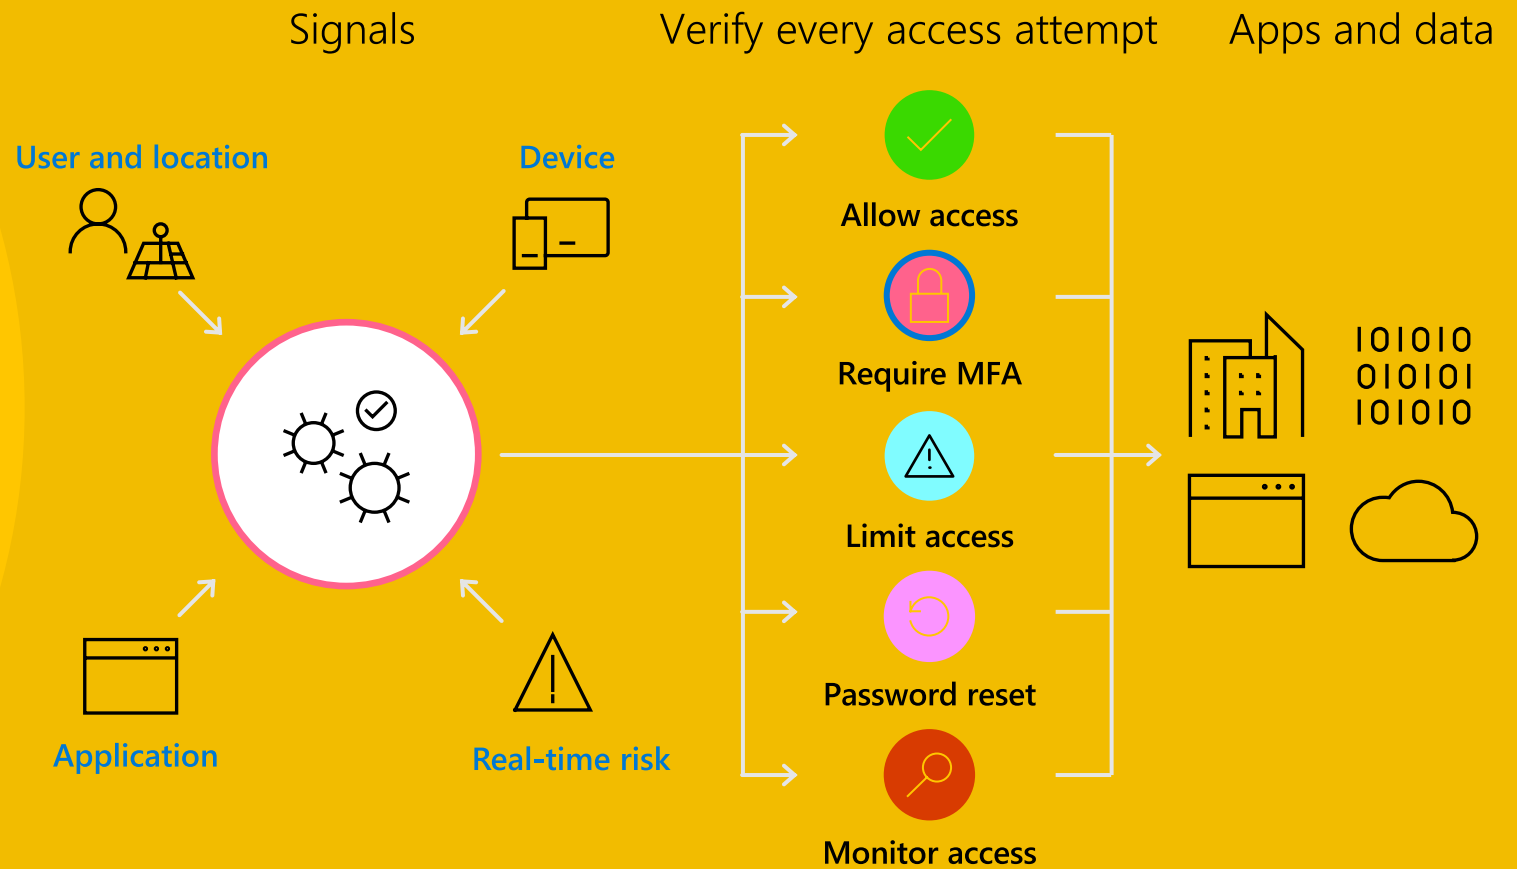 Signals
Verify every access attempt
Apps and data
User and location
Device
Application
Real-time risk
Allow access
Require MFA
Limit access
Password reset
Monitor access
101010
010101
101010